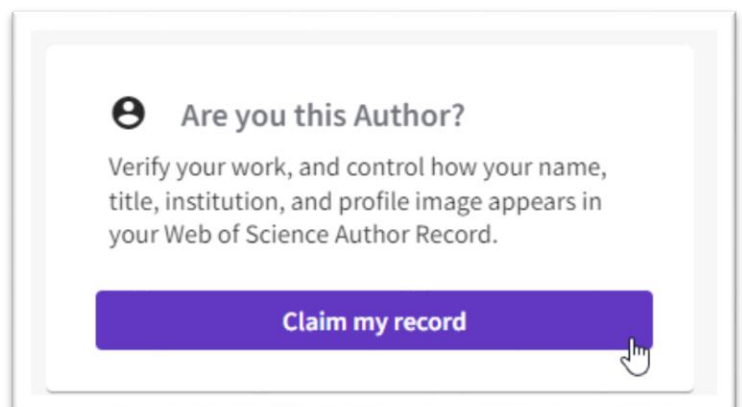 Are you this Author?
Verify your work, and control how your name,
title, institution, and profile image appears in
your Web of Science Author Record.
Claim my record